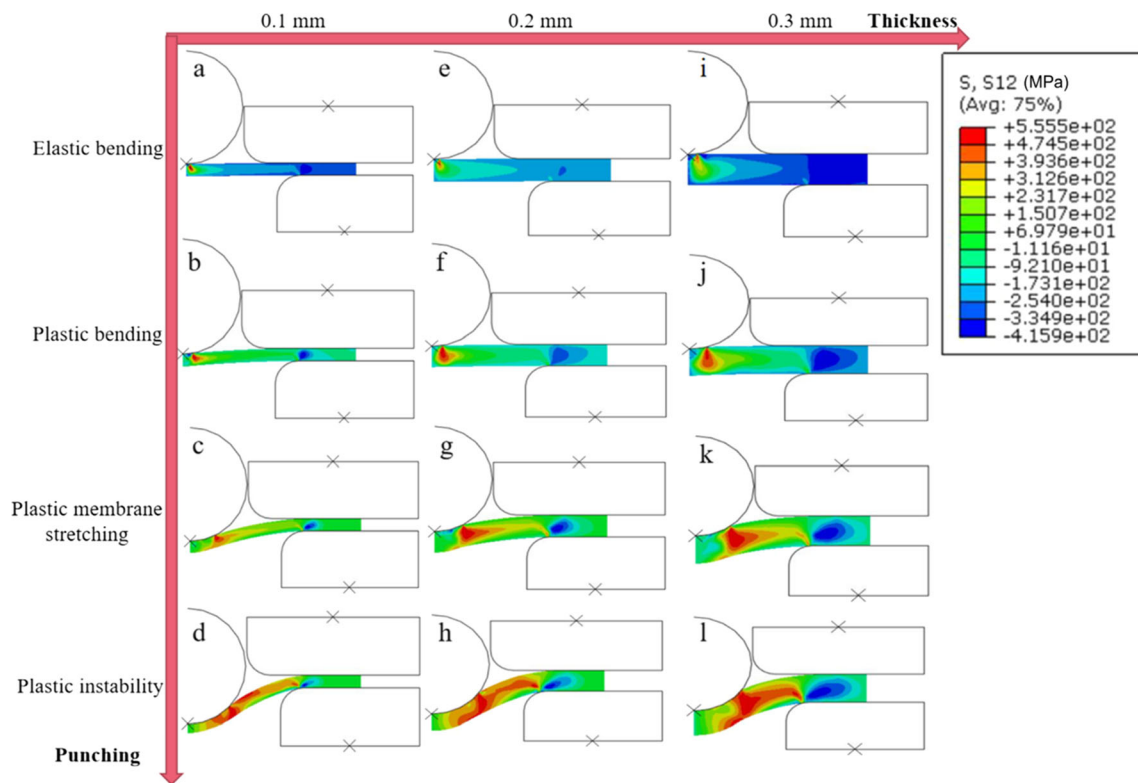 0.1 mm 0.2 mm 0.3 mm Thickness
a e i
Elastic bending
b f j
Plastic bending
c g k
Plastic membrane
stretching
d h l
Plastic instability
Punching
S, S12 (MPa)
(Avg: 75%)
+5.555e+02
+4.745e+02
+3.936e+02
+3.126e+02
+2.317e+02
+1.507e+02
+6.979e+01
-1.116e+01
-9.210e+01
-1.731e+02
-2.540e+02
-3.349e+02
-4.159e+02